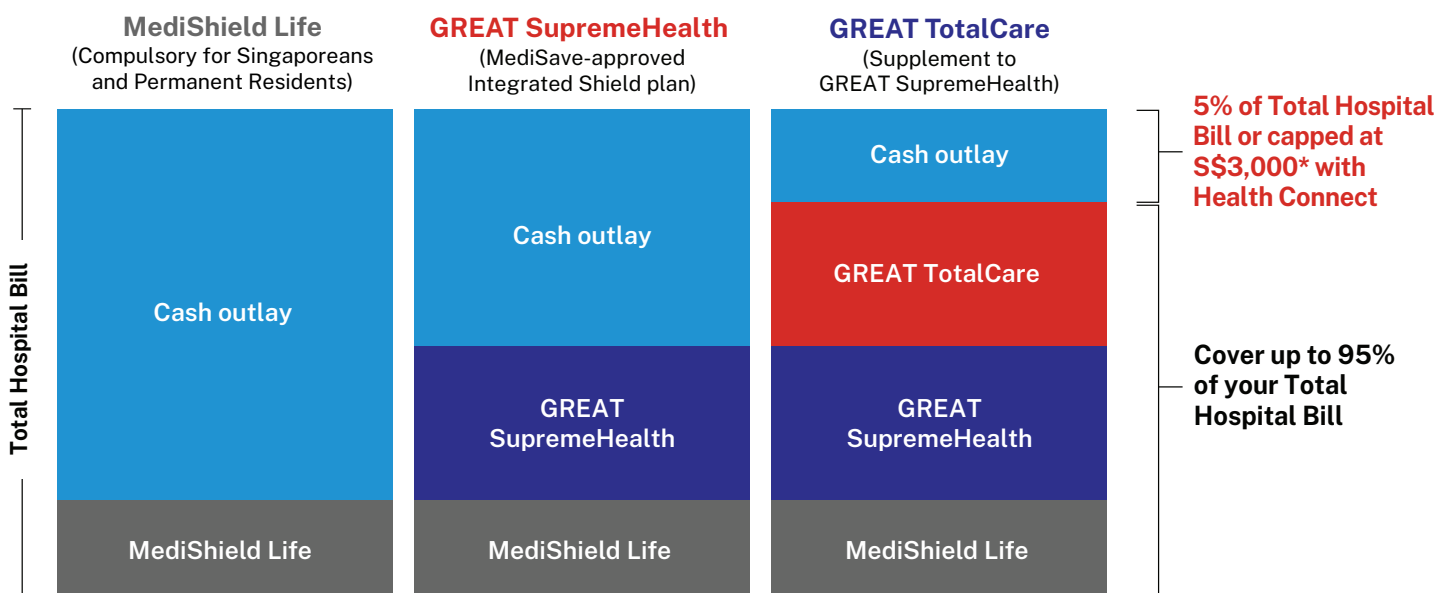 MediShield Life
(Compulsory for Singaporeans
and Permanent Residents)
GREAT SupremeHealth
(MediSave-approved
Integrated Shield plan)
GREAT TotalCare
(Supplement to
GREAT SupremeHealth)
Total Hospital Bill
Cash outlay
MediShield Life
Cash outlay
GREAT
SupremeHealth
MediShield Life
Cash outlay
GREAT TotalCare
GREAT
SupremeHealth
MediShield Life
5% of Total Hospital
Bill or capped at
S$3,000* with
Health Connect
Cover up to 95%
of your Total
Hospital Bill